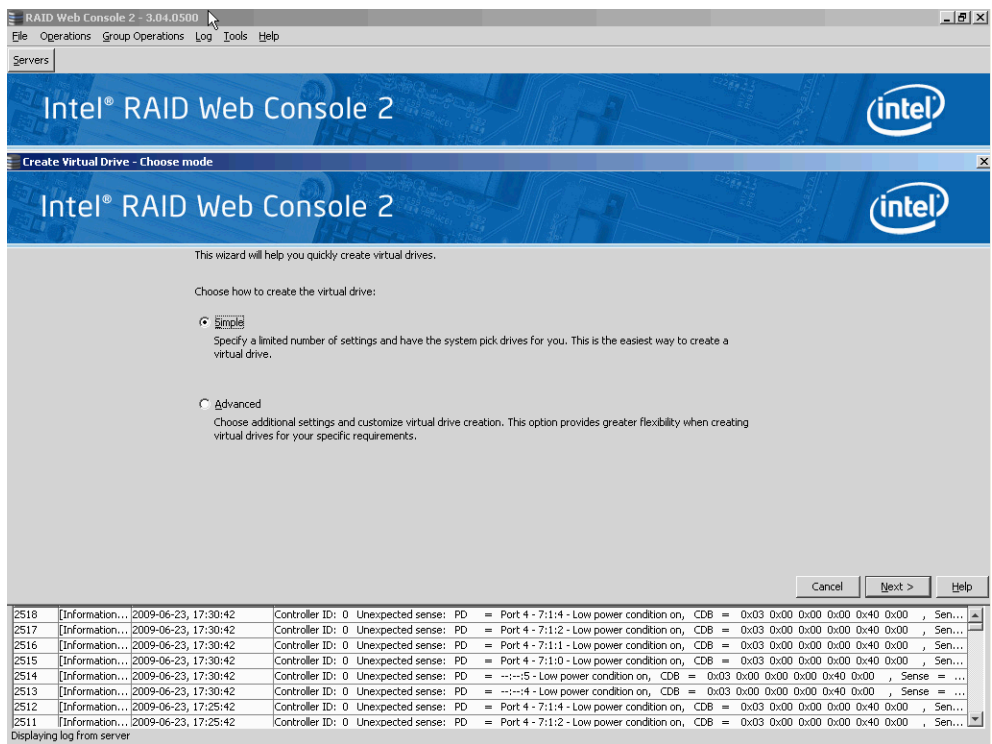 RAID Web Console 2 - 3.04.0500
File Operations Group Operations Log Tools Help
Servers
Intel® RAID Web Console 2
intel
Create Virtual Drive - Choose mode
Intel® RAID Web Console 2
intel
This wizard will help you quickly create virtual drives.
Choose how to create the virtual drive:
Simple
Specify a limited number of settings and have the system pick drives for you. This is the easiest way to create a
virtual drive.
Advanced
Choose additional settings and customize virtual drive creation. This option provides greater flexibility when creating
virtual drives for your specific requirements.
Cancel Next > Help
2518 [Information... 2009-06-23, 17:30:42 Controller ID: 0 Unexpected sense: PD = Port 4 - 7:1:4 - Low power condition on, CDB = 0x03 0x00 0x00 0x00 0x40 0x00 , Sen...
2517 [Information... 2009-06-23, 17:30:42 Controller ID: 0 Unexpected sense: PD = Port 4 - 7:1:2 - Low power condition on, CDB = 0x03 0x00 0x00 0x00 0x40 0x00 , Sen...
2516 [Information... 2009-06-23, 17:30:42 Controller ID: 0 Unexpected sense: PD = Port 4 - 7:1:1 - Low power condition on, CDB = 0x03 0x00 0x00 0x00 0x40 0x00 , Sen...
2515 [Information... 2009-06-23, 17:30:42 Controller ID: 0 Unexpected sense: PD = Port 4 - 7:1:0 - Low power condition on, CDB = 0x03 0x00 0x00 0x00 0x40 0x00 , Sen...
2514 [Information... 2009-06-23, 17:30:42 Controller ID: 0 Unexpected sense: PD = --:--:5 - Low power condition on, CDB = 0x03 0x00 0x00 0x00 0x40 0x00 , Sense = ...
2513 [Information... 2009-06-23, 17:30:42 Controller ID: 0 Unexpected sense: PD = --:--:4 - Low power condition on, CDB = 0x03 0x00 0x00 0x00 0x40 0x00 , Sense = ...
2512 [Information... 2009-06-23, 17:25:42 Controller ID: 0 Unexpected sense: PD = Port 4 - 7:1:4 - Low power condition on, CDB = 0x03 0x00 0x00 0x00 0x40 0x00 , Sen...
2511 [Information... 2009-06-23, 17:25:42 Controller ID: 0 Unexpected sense: PD = Port 4 - 7:1:2 - Low power condition on, CDB = 0x03 0x00 0x00 0x00 0x40 0x00 , Sen...
Displaying log from server